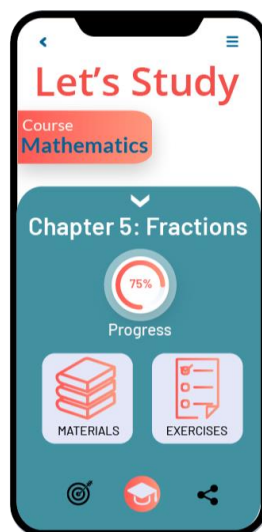 Let's Study
Course
Mathematics
Chapter 5: Fractions
75%
Progress
MATERIALS
EXERCISES